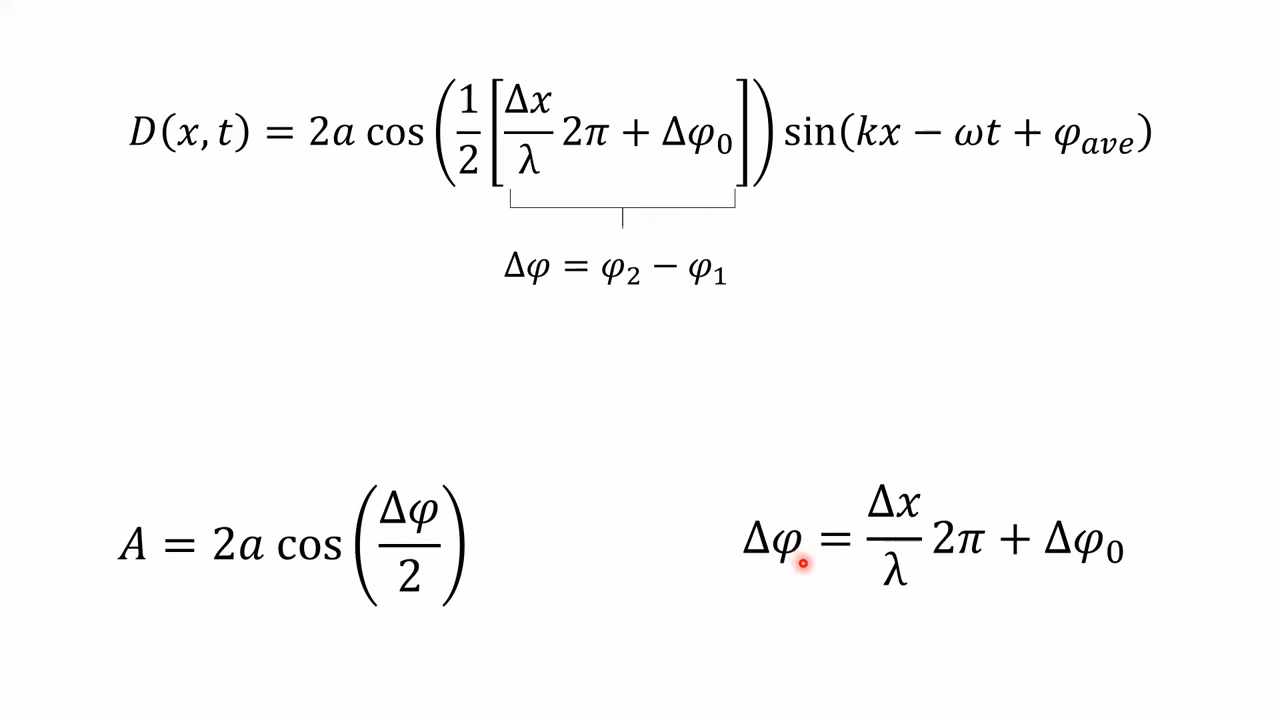 D(x, t) = 2a cos(1/2 [Δx/λ 2π + Δφ₀]) sin(kx − ωt + φₐᵥₑ)
Δφ = φ₂ − φ₁
A = 2a cos(Δφ/2)
Δφ = Δx/λ 2π + Δφ₀